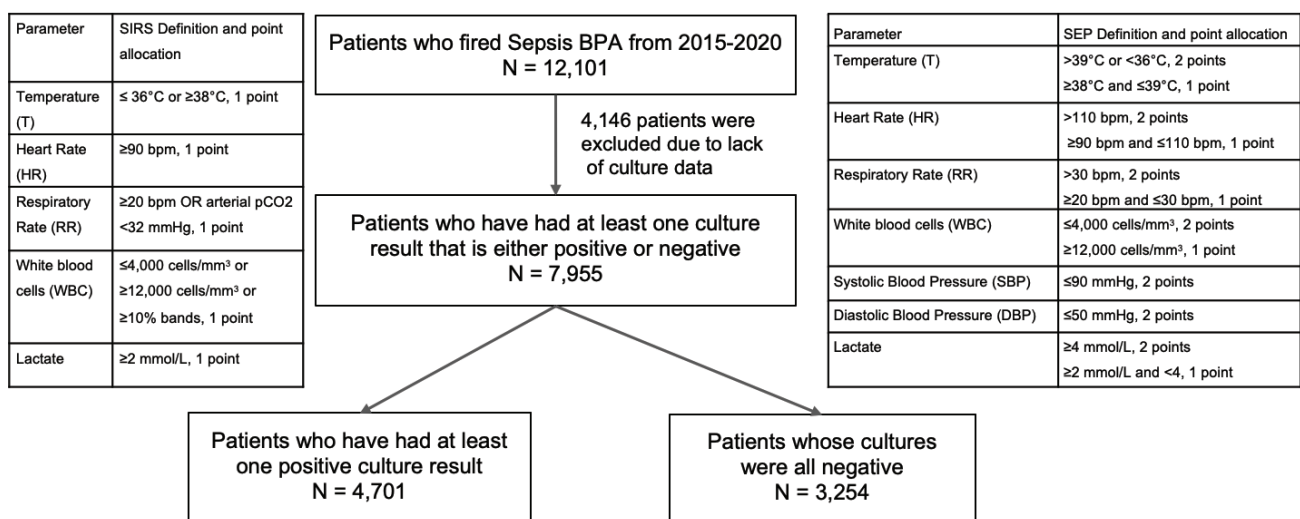 Parameter
SIRS Definition and point
allocation
Temperature
(T)
≤ 36°C or ≥38°C, 1 point
Heart Rate
(HR)
≥90 bpm, 1 point
Respiratory
Rate (RR)
≥20 bpm OR arterial pCO2
<32 mmHg, 1 point
White blood
cells (WBC)
≤4,000 cells/mm³ or
≥12,000 cells/mm³ or
≥10% bands, 1 point
Lactate
≥2 mmol/L, 1 point
Patients who fired Sepsis BPA from 2015-2020
N = 12,101
4,146 patients were
excluded due to lack
of culture data
Patients who have had at least one culture
result that is either positive or negative
N = 7,955
Patients who have had at least
one positive culture result
N = 4,701
Patients whose cultures
were all negative
N = 3,254
Parameter
SEP Definition and point allocation
Temperature (T)
>39°C or <36°C, 2 points
≥38°C and ≤39°C, 1 point
Heart Rate (HR)
>110 bpm, 2 points
≥90 bpm and ≤110 bpm, 1 point
Respiratory Rate (RR)
>30 bpm, 2 points
≥20 bpm and ≤30 bpm, 1 point
White blood cells (WBC)
≤4,000 cells/mm³, 2 points
≥12,000 cells/mm³, 1 point
Systolic Blood Pressure (SBP)
≤90 mmHg, 2 points
Diastolic Blood Pressure (DBP)
≤50 mmHg, 2 points
Lactate
≥4 mmol/L, 2 points
≥2 mmol/L and <4, 1 point